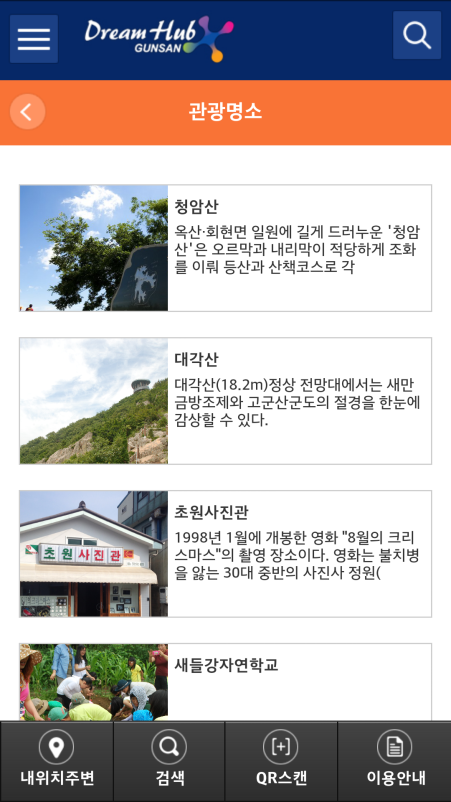 Dream Hub
GUNSAN
관광명소
청암산
옥산·회현면 일원에 길게 드러누운 '청암
산'은 오르막과 내리막이 적당하게 조화
를 이뤄 등산과 산책코스로 각
대각산
대각산(18.2m)정상 전망대에서는 새만
금방조제와 고군산군도의 절경을 한눈에
감상할 수 있다.
초원사진관
1998년 1월에 개봉한 영화 "8월의 크리
스마스"의 촬영 장소이다. 영화는 불치병
을 앓는 30대 중반의 사진사 정원(
초원사진관
새들강자연학교
내위치주변
검색
QR스캔
이용안내